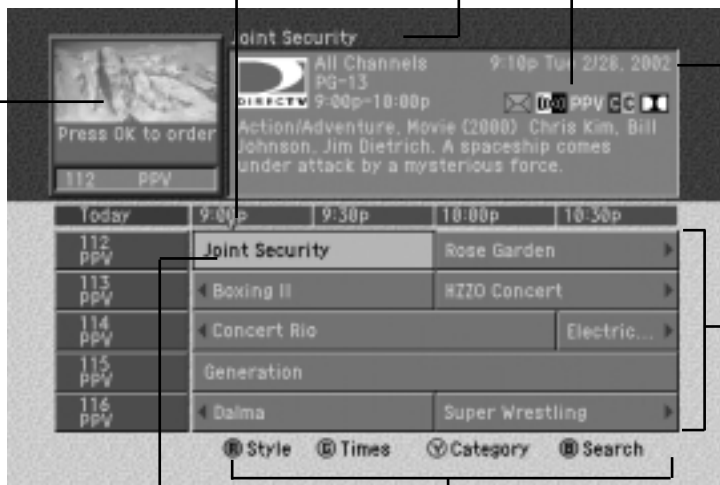 Joint Security
All Channels 9:10p Tue 2/28, 2002
PG-13
DIRECTV 9:00p-10:00p PPV CC
Press OK to order
Action/Adventure, Movie (2000) Chris Kim, Bill
Johnson, Jim Dietrich. A spaceship comes
under attack by a mysterious force.
112 PPV
Today 9:00p 9:30p 10:00p 10:30p
112 PPV Joint Security Rose Garden
113 PPV Boxing II HZZO Concert
114 PPV Concert Rio Electric...
115 PPV Generation
116 PPV Dalma Super Wrestling
R Style G Times Y Category B Search